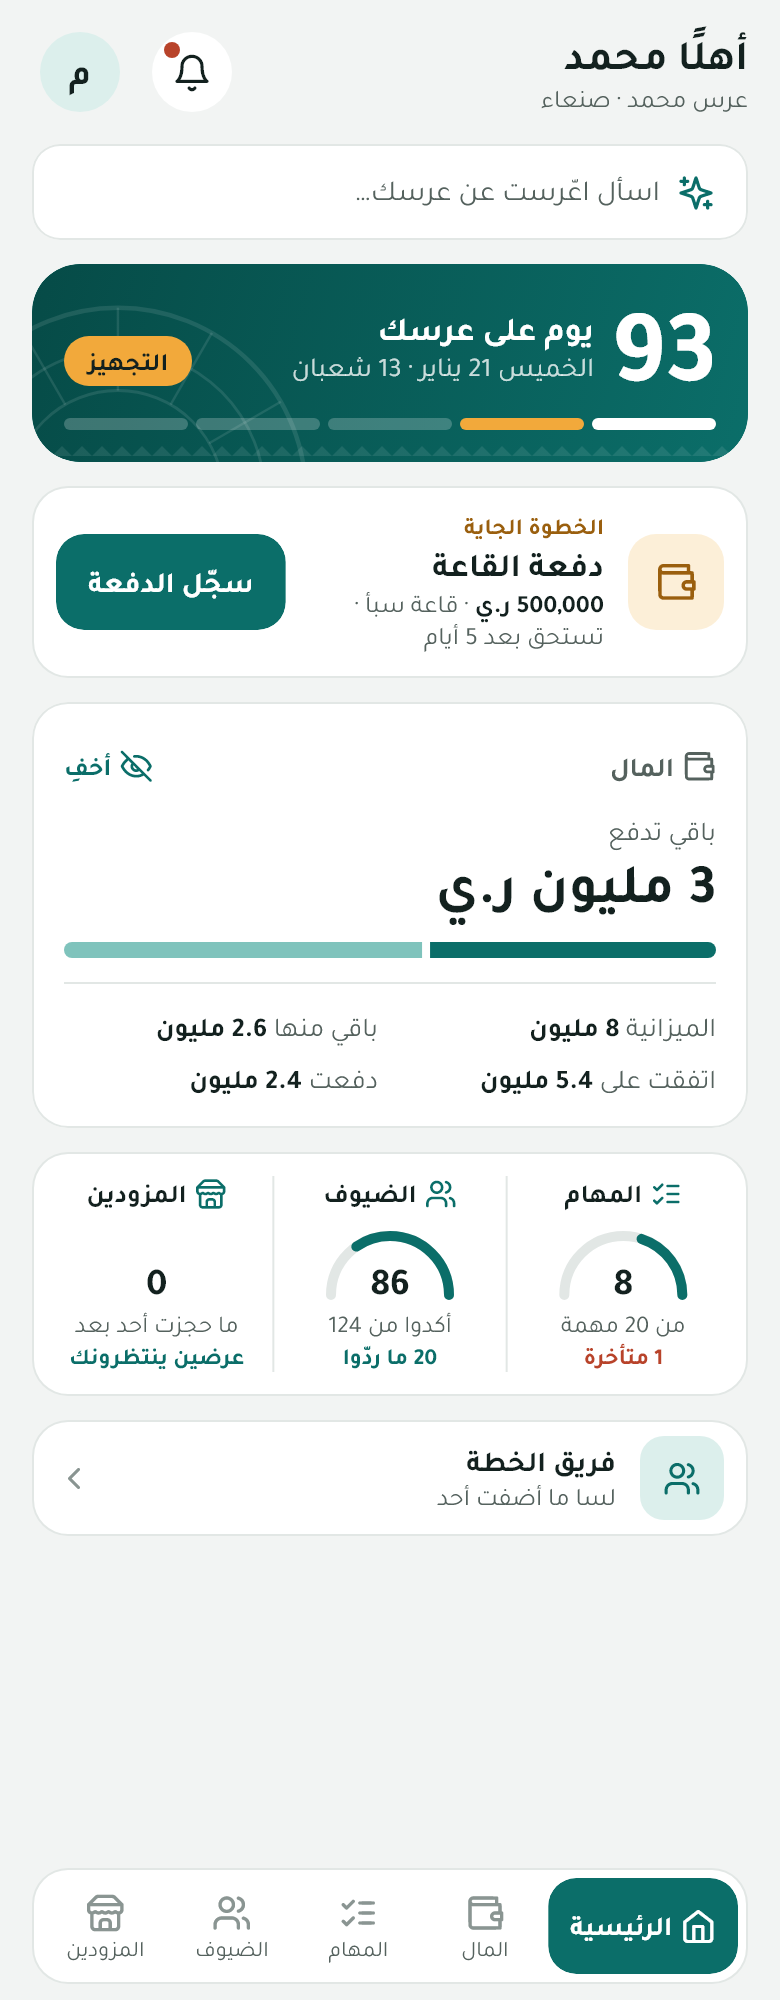 أهلًا محمد
عرس محمد · صنعاء
م
اسأل اعّرست عن عرسك...
93
يوم على عرسك
الخميس 21 يناير · 13 شعبان
التجهيز
الخطوة الجاية
دفعة القاعة
500,000 ر.ي · قاعة سبأ ·
تستحق بعد 5 أيام
سجّل الدفعة
المال
أخفِ
باقي تدفع
3 مليون ر.ي
الميزانية 8 مليون
باقي منها 2.6 مليون
اتفقت على 5.4 مليون
دفعت 2.4 مليون
المهام
8
من 20 مهمة
1 متأخرة
الضيوف
86
أكدوا من 124
20 ما ردّوا
المزودين
0
ما حجزت أحد بعد
عرضين ينتظرونك
فريق الخطة
لسا ما أضفت أحد
الرئيسية
المال
المهام
الضيوف
المزودين